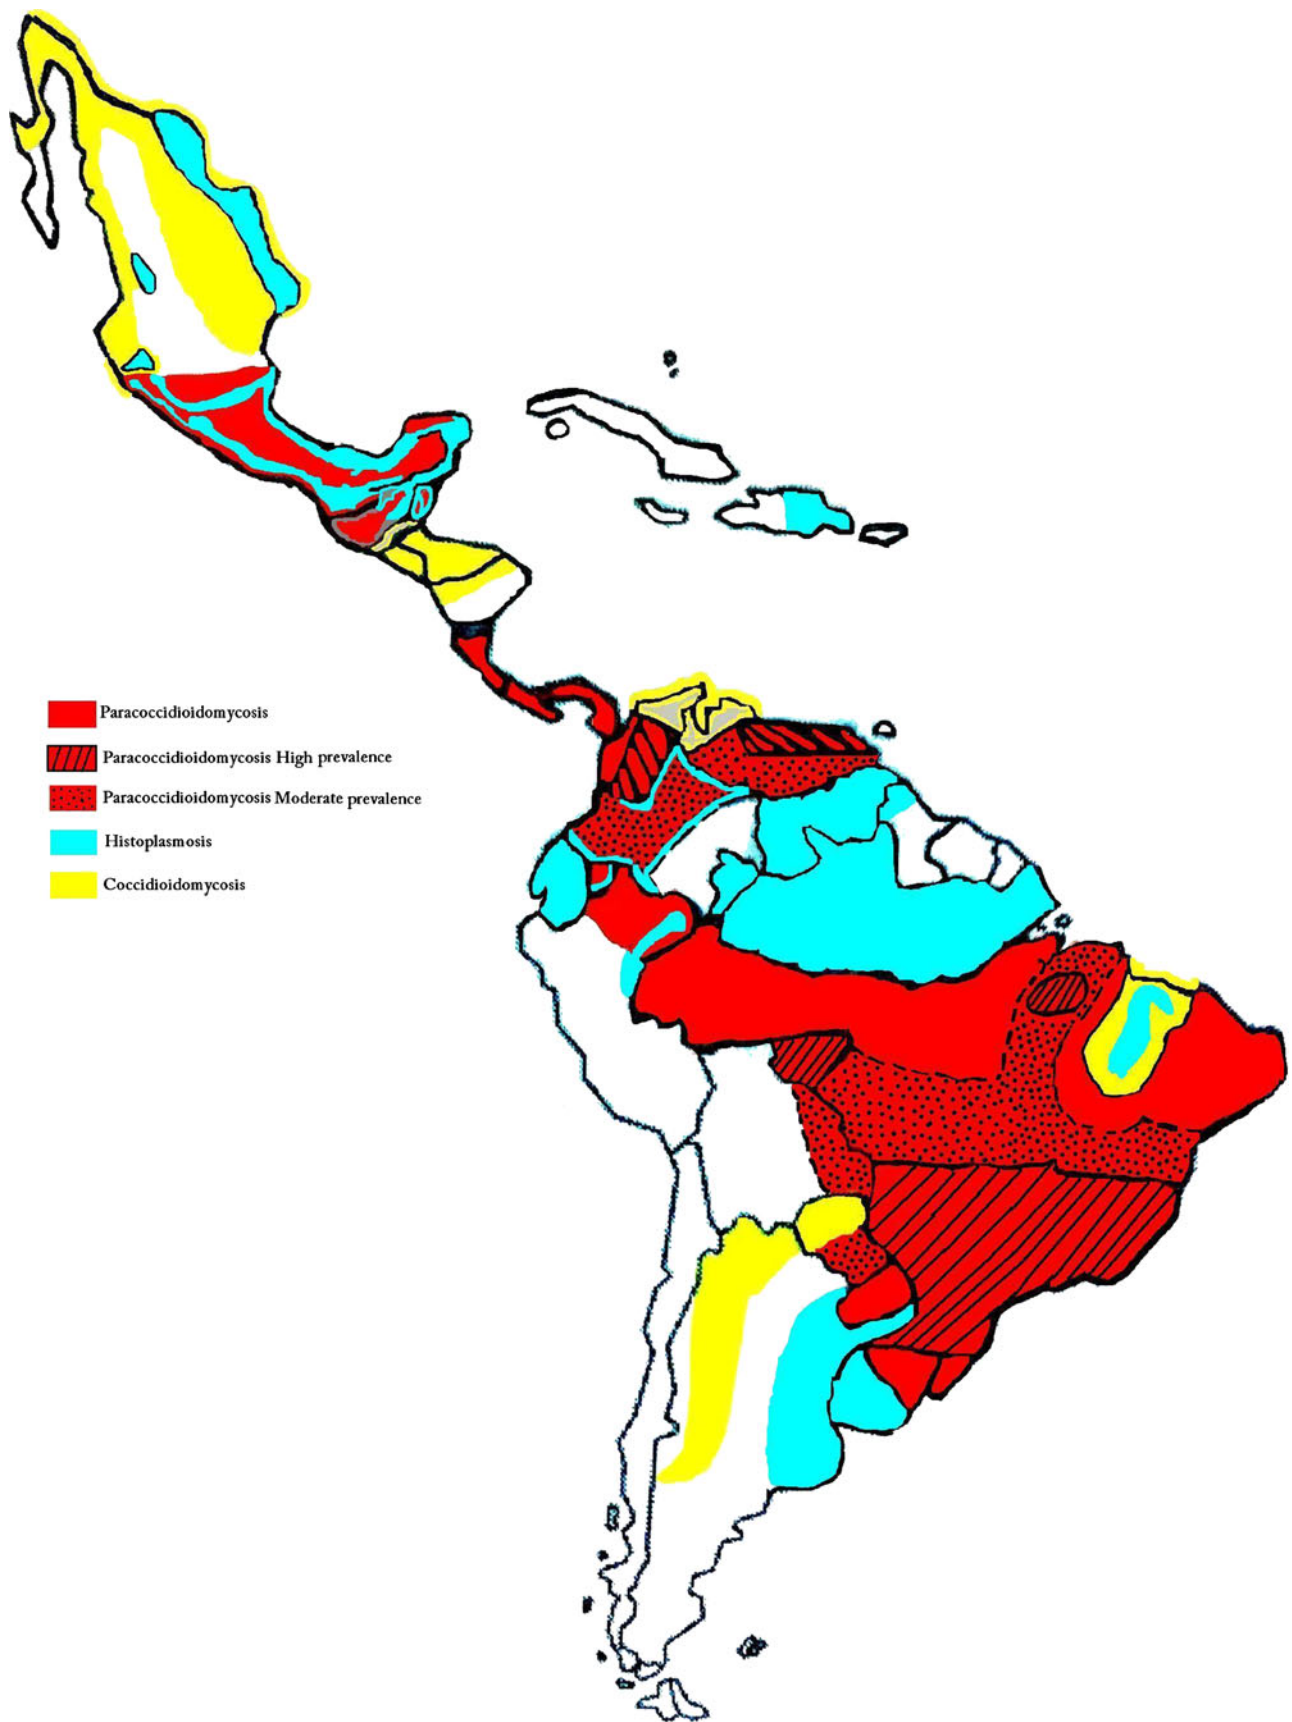 Paracoccidioidomycosis
Paracoccidioidomycosis High prevalence
Paracoccidioidomycosis Moderate prevalence
Histoplasmosis
Coccidioidomycosis